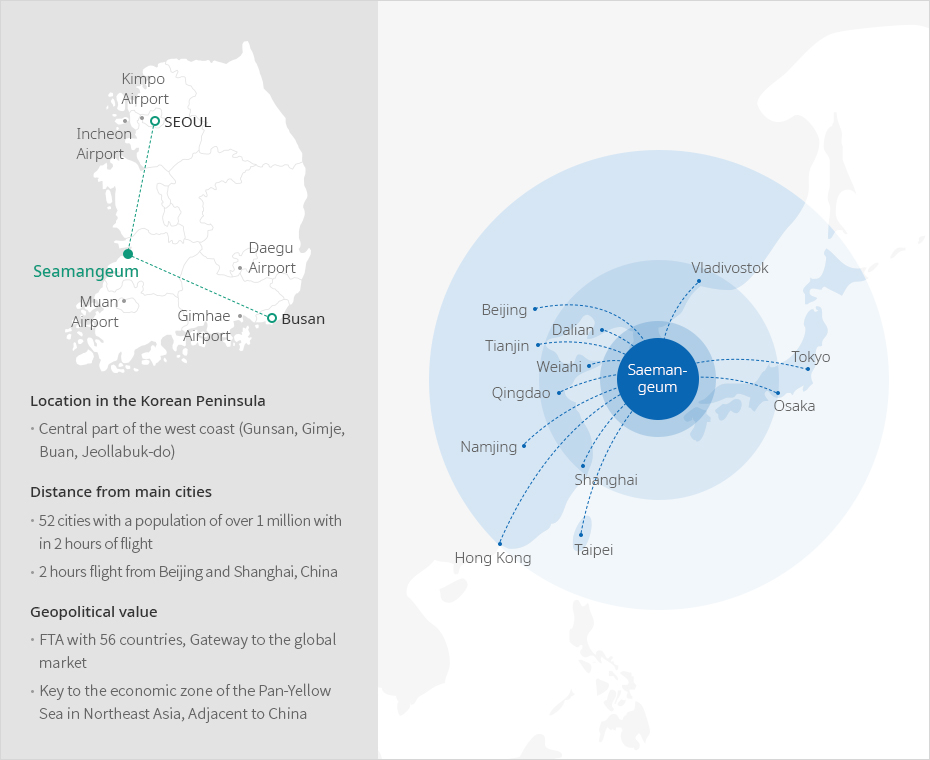 Kimpo
Airport
SEOUL
Incheon
Airport
Seamangeum
Daegu
Airport
Muan
Airport
Gimhae
Airport
Busan
Location in the Korean Peninsula
· Central part of the west coast (Gunsan, Gimje,
Buan, Jeollabuk-do)
Distance from main cities
· 52 cities with a population of over 1 million with
in 2 hours of flight
· 2 hours flight from Beijing and Shanghai, China
Geopolitical value
· FTA with 56 countries, Gateway to the global
market
· Key to the economic zone of the Pan-Yellow
Sea in Northeast Asia, Adjacent to China
Vladivostok
Beijing
Dalian
Tianjin
Weiahi
Qingdao
Saeman-
geum
Tokyo
Osaka
Namjing
Shanghai
Hong Kong
Taipei